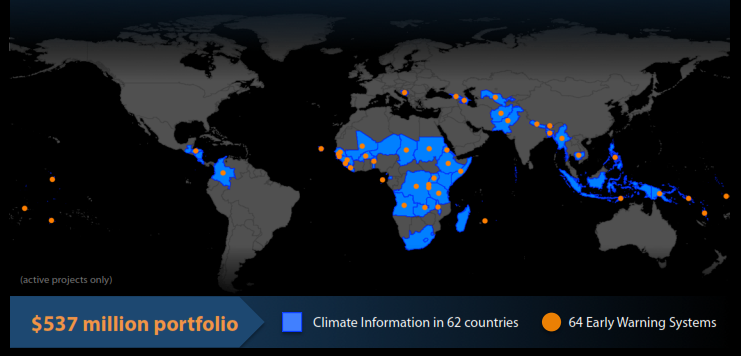 (active projects only)
$537 million portfolio
Climate Information in 62 countries
64 Early Warning Systems